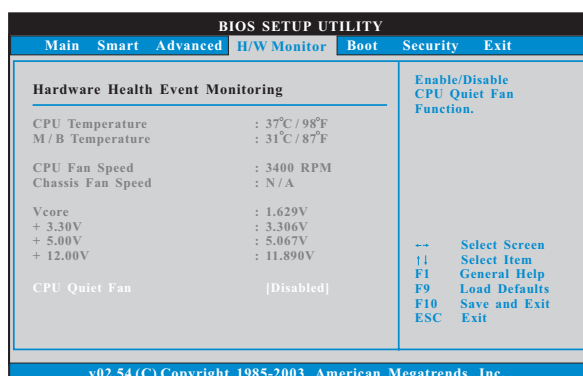 BIOS SETUP UTILITY
Main Smart Advanced H/W Monitor Boot Security Exit
Hardware Health Event Monitoring
CPU Temperature : 37°C / 98°F
M / B Temperature : 31°C / 87°F
CPU Fan Speed : 3400 RPM
Chassis Fan Speed : N / A
Vcore : 1.629V
+ 3.30V : 3.306V
+ 5.00V : 5.067V
+ 12.00V : 11.890V
CPU Quiet Fan [Disabled]
Enable/Disable
CPU Quiet Fan
Function.
←→ Select Screen
↑↓ Select Item
F1 General Help
F9 Load Defaults
F10 Save and Exit
ESC Exit
v02.54 (C) Copyright 1985-2003, American Megatrends, Inc.